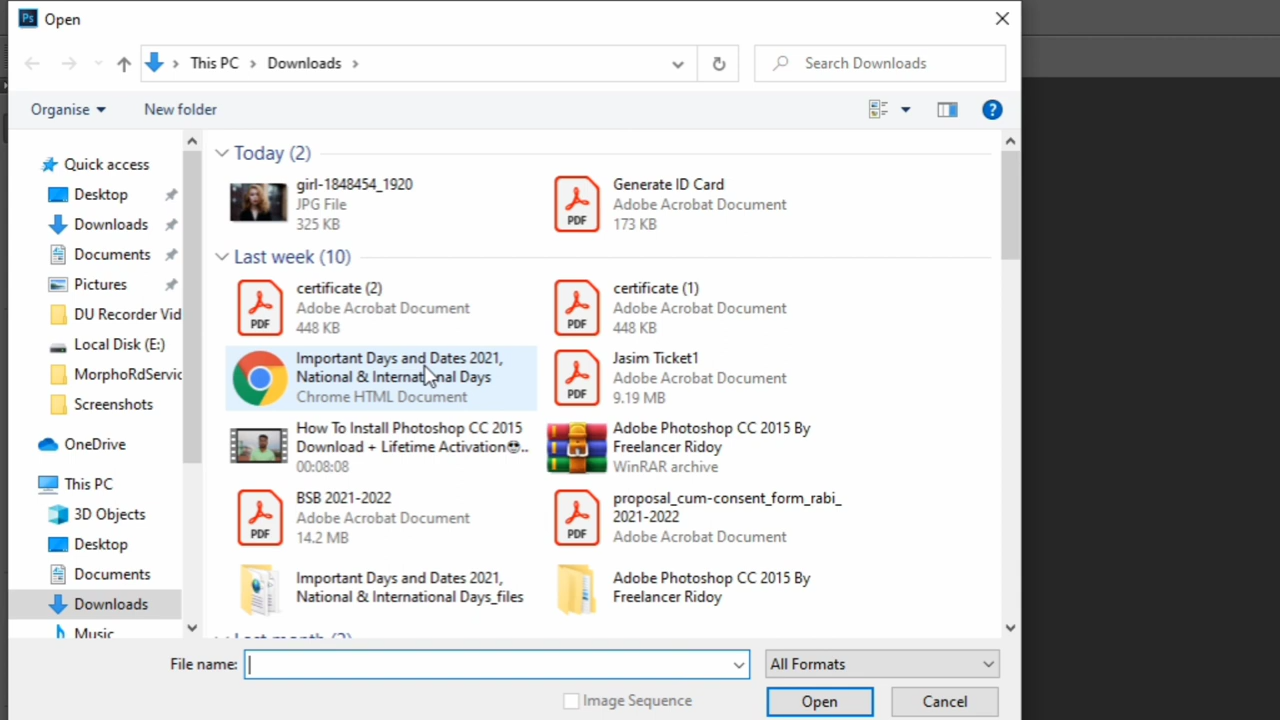 Ps Open
This PC > Downloads >
Search Downloads
Organise
New folder
Quick access
Desktop
Downloads
Documents
Pictures
DU Recorder Vid
Local Disk (E:)
MorphoRdServic
Screenshots
OneDrive
This PC
3D Objects
Desktop
Documents
Downloads
Music
Today (2)
girl-1848454_1920
JPG File
325 KB
Generate ID Card
Adobe Acrobat Document
173 KB
PDF
Last week (10)
certificate (2)
Adobe Acrobat Document
448 KB
PDF
certificate (1)
Adobe Acrobat Document
448 KB
PDF
Important Days and Dates 2021,
National & International Days
Chrome HTML Document
Jasim Ticket1
Adobe Acrobat Document
9.19 MB
PDF
How To Install Photoshop CC 2015
Download + Lifetime Activation😎..
00:08:08
Adobe Photoshop CC 2015 By
Freelancer Ridoy
WinRAR archive
BSB 2021-2022
Adobe Acrobat Document
14.2 MB
PDF
proposal_cum-consent_form_rabi_
2021-2022
Adobe Acrobat Document
PDF
Important Days and Dates 2021,
National & International Days_files
Adobe Photoshop CC 2015 By
Freelancer Ridoy
Last month (2)
File name:
All Formats
Image Sequence
Open
Cancel